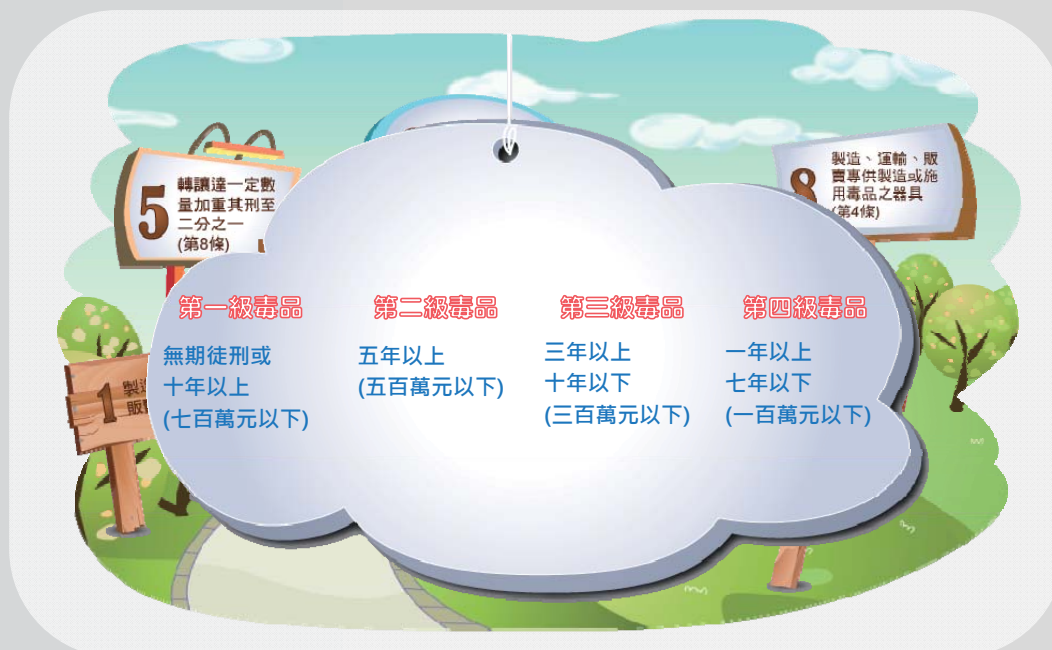 5
轉讓達一定數
量加重其刑至
二分之一
(第8條)
8
製造、運輸、販
賣專供製造或施
用毒品之器具
(第4條)
1
製造
販
第一級毒品
無期徒刑或
十年以上
(七百萬元以下)
第二級毒品
五年以上
(五百萬元以下)
第三級毒品
三年以上
十年以下
(三百萬元以下)
第四級毒品
一年以上
七年以下
(一百萬元以下)